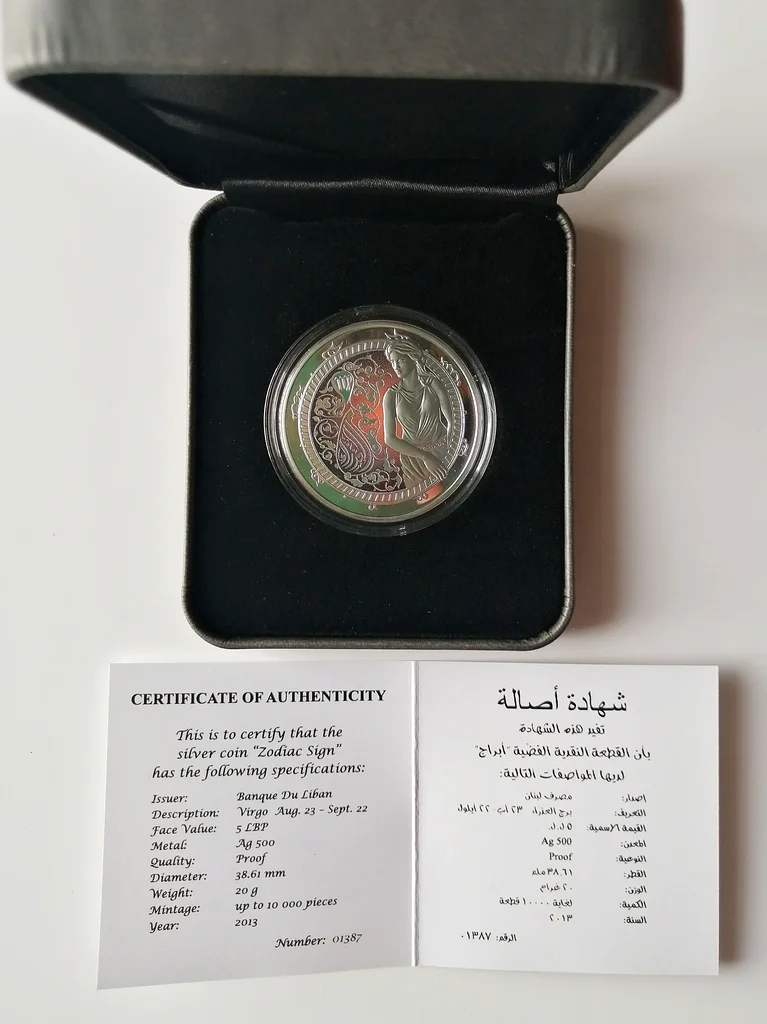 CERTIFICATE OF AUTHENTICITY
This is to certify that the
silver coin “Zodiac Sign”
has the following specifications:
Issuer: Banque Du Liban
Description: Virgo Aug. 23 – Sept. 22
Face Value: 5 LBP
Metal: Ag 500
Quality: Proof
Diameter: 38.61 mm
Weight: 20 g
Mintage: up to 10 000 pieces
Year: 2013
Number: 01387
شهادة أصالة
تفيد هذه الشهادة
بأن القطعة النقدية الفضية "ابراج"
لديها المواصفات التالية:
إصدار: مصرف لبنان
التعريف: برج العذراء ٢٣ آب - ٢٢ ايلول
القيمة الإسمية: ٥ ل.ل.
المعدن: Ag 500
النوعية: Proof
القطر: ٣٨،٦١ ملم
الوزن: ٢٠ غرام
الكمية: لغاية ١٠٠٠٠ قطعة
السنة: ٢٠١٣
الرقم: ٠١٣٨٧